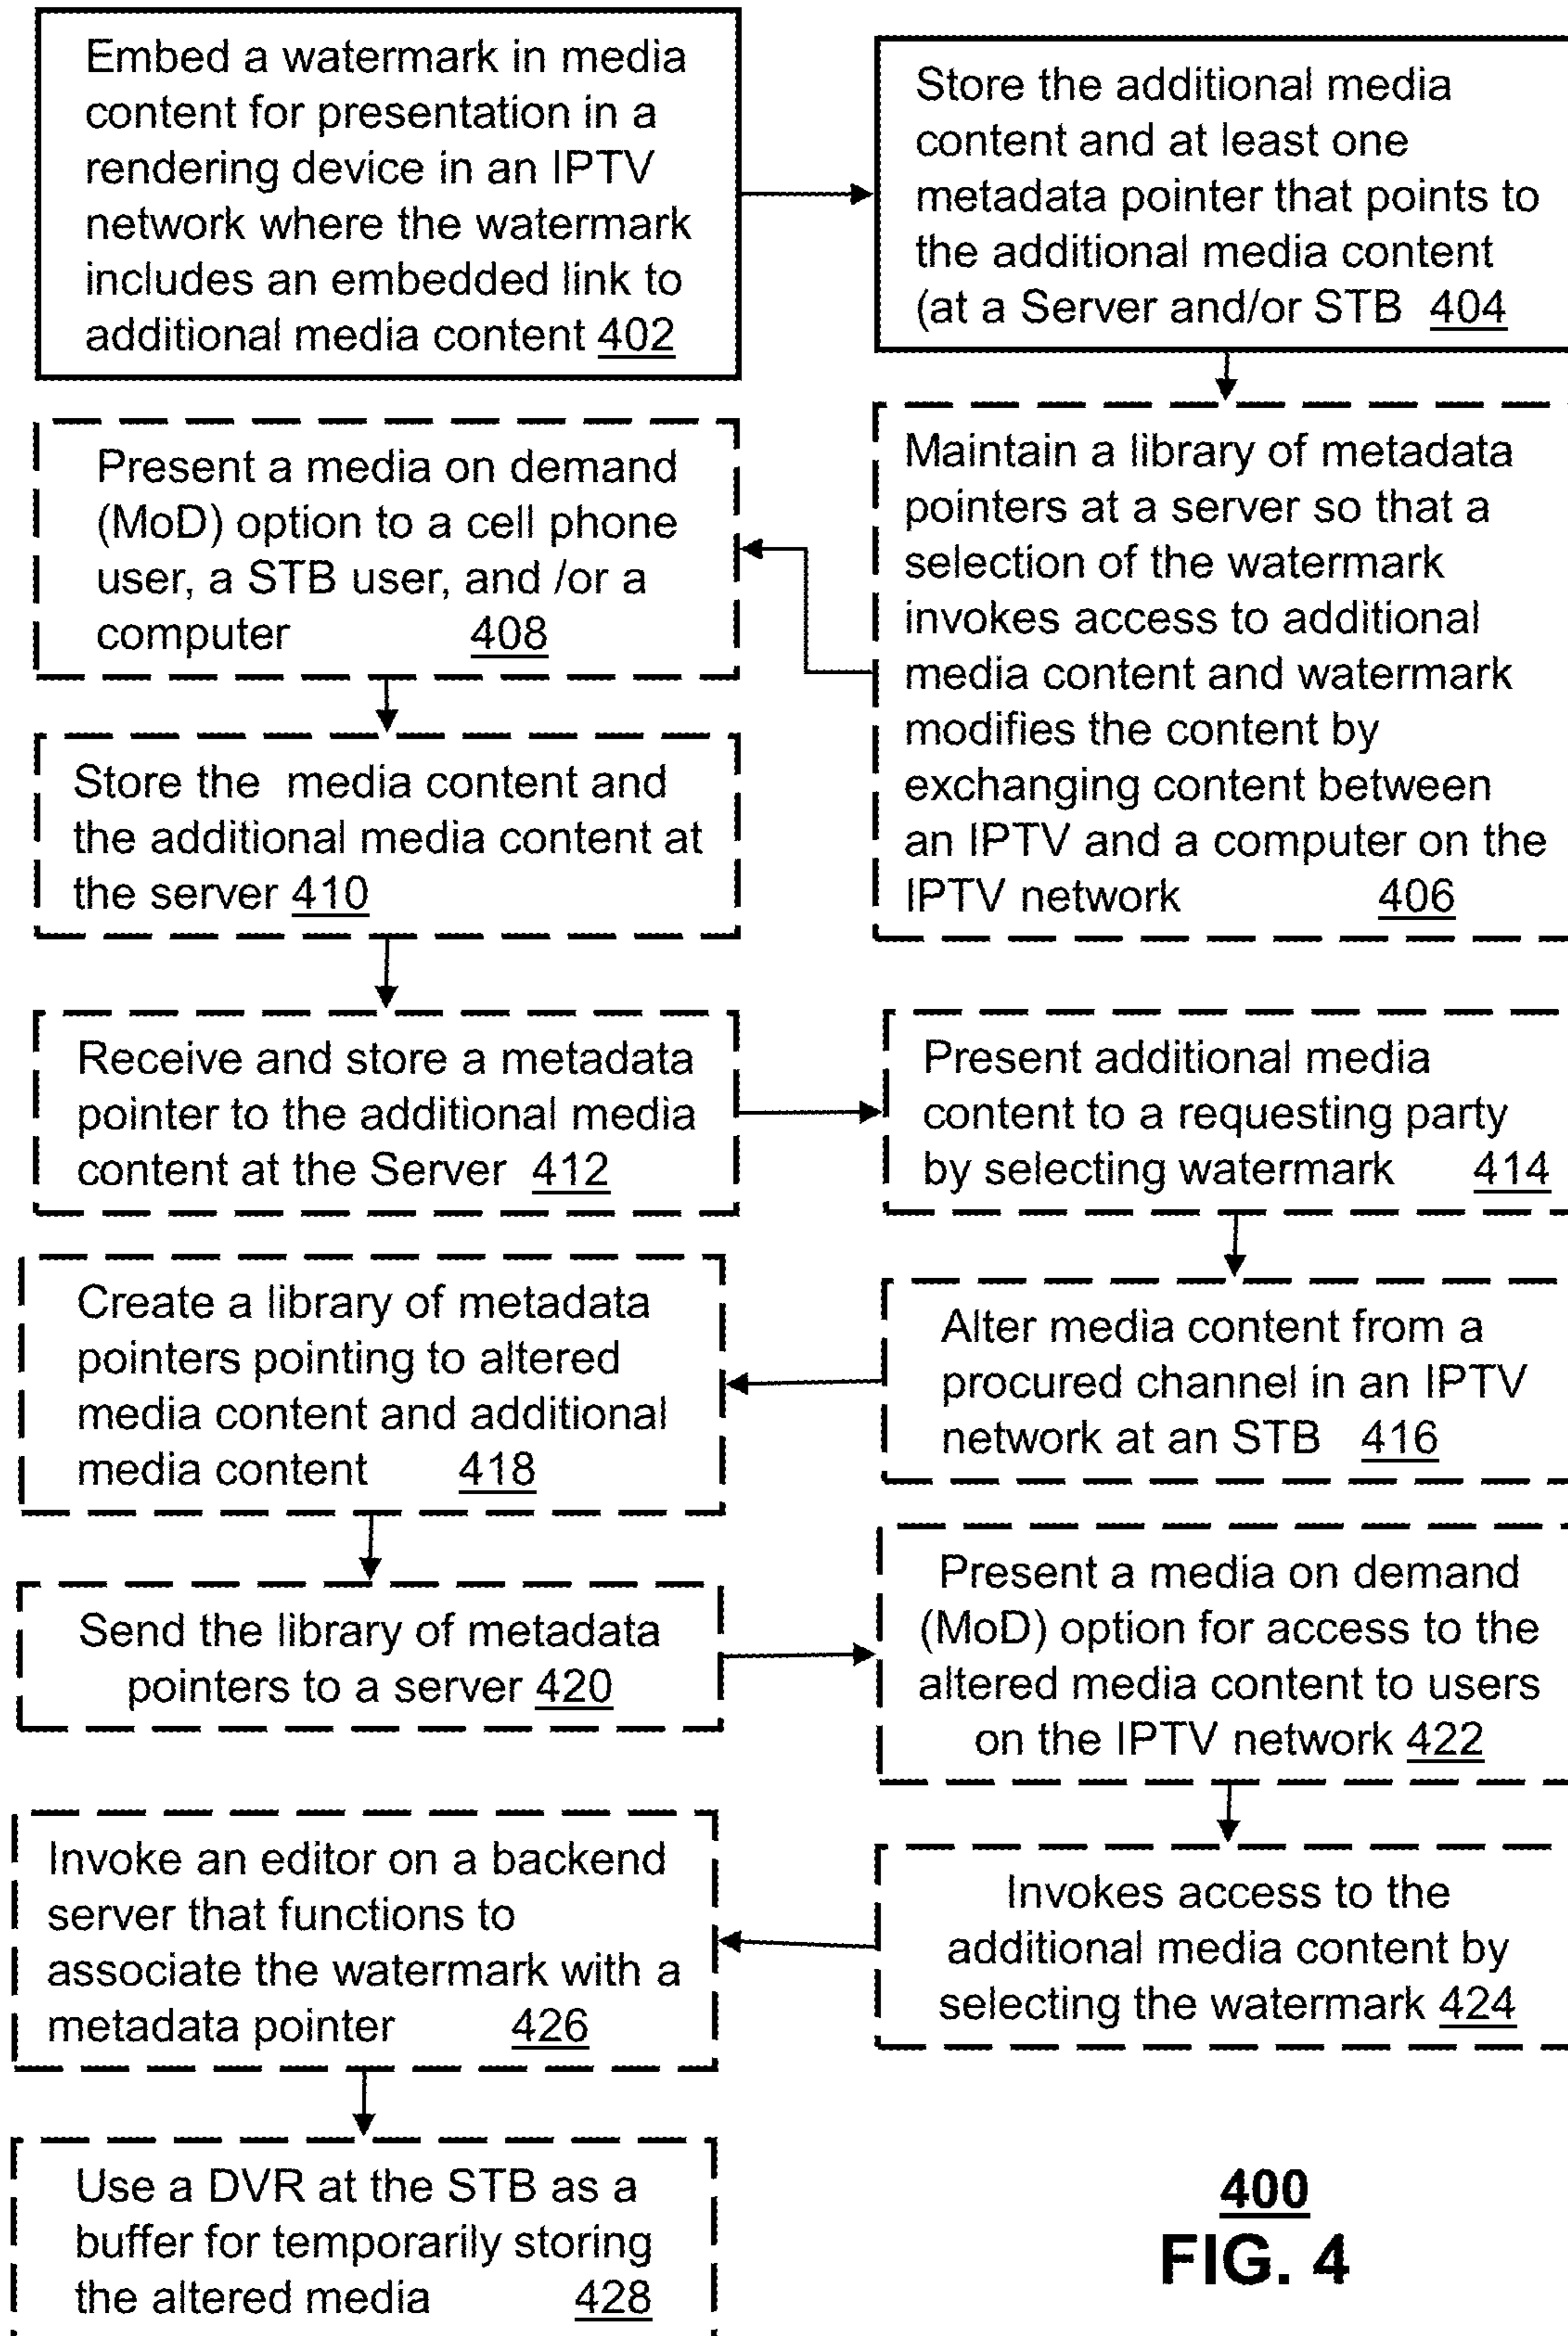 Embed a watermark in media
content for presentation in a
rendering device in an IPTV
network where the watermark
includes an embedded link to
additional media content 402
Store the additional media
content and at least one
metadata pointer that points to
the additional media content
(at a Server and/or STB 404
Maintain a library of metadata
pointers at a server so that a
selection of the watermark
invokes access to additional
media content and watermark
modifies the content by
exchanging content between
an IPTV and a computer on the
IPTV network 406
Present a media on demand
(MoD) option to a cell phone
user, a STB user, and /or a
computer 408
Store the media content and
the additional media content at
the server 410
Receive and store a metadata
pointer to the additional media
content at the Server 412
Present additional media
content to a requesting party
by selecting watermark 414
Alter media content from a
procured channel in an IPTV
network at an STB 416
Create a library of metadata
pointers pointing to altered
media content and additional
media content 418
Send the library of metadata
pointers to a server 420
Present a media on demand
(MoD) option for access to the
altered media content to users
on the IPTV network 422
Invokes access to the
additional media content by
selecting the watermark 424
Invoke an editor on a backend
server that functions to
associate the watermark with a
metadata pointer 426
Use a DVR at the STB as a
buffer for temporarily storing
the altered media 428
400
FIG. 4